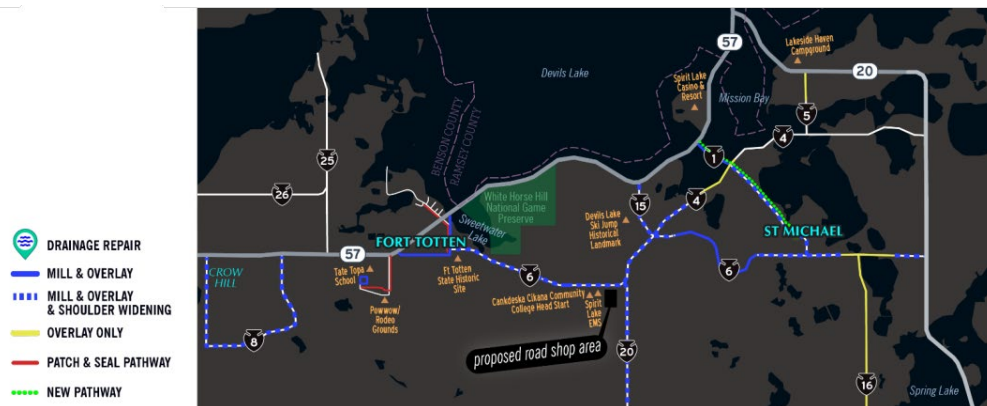 57
Lakeside Haven
Campground
Devils Lake
20
Spirit Lake
Casino &
Resort
Mission Bay
5
4
BENSON COUNTY
RAMSEY COUNTY
1
25
26
White Horse Hill
National Game
Preserve
4
15
Sweetwater
Lake
Devils Lake
Ski Jump
Historical
Landmark
ST MICHAEL
FORT TOTTEN
DRAINAGE REPAIR
57
Tate Topa
School
Ft Totten
State Historic
Site
6
6
CROW
HILL
MILL & OVERLAY
MILL & OVERLAY
& SHOULDER WIDENING
Powwow/
Rodeo
Grounds
Cankdeska Cikana Community
College Head Start
Spirit
Lake
EMS
OVERLAY ONLY
8
20
proposed road shop area
PATCH & SEAL PATHWAY
16
NEW PATHWAY
Spring Lake